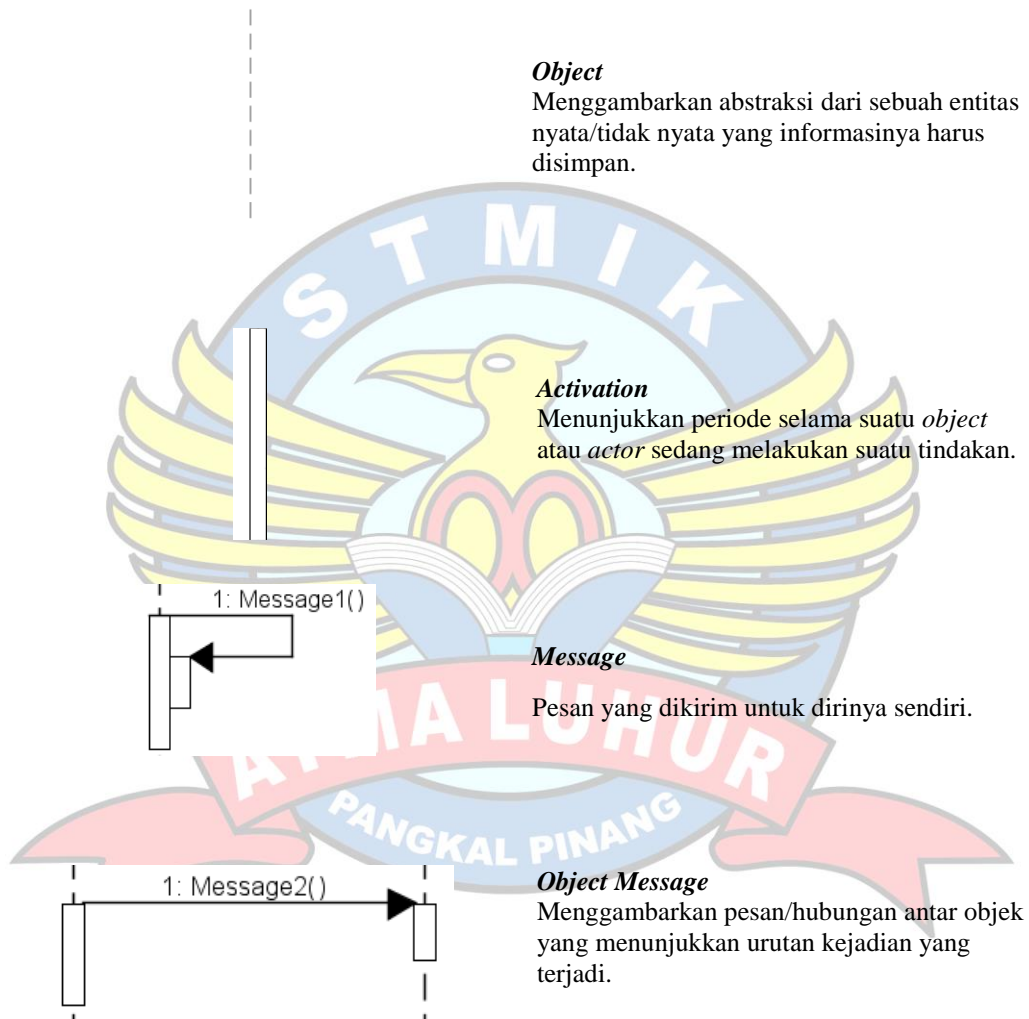 Object
Menggambarkan abstraksi dari sebuah entitas
nyata/tidak nyata yang informasinya harus
disimpan.
STMIK
Activation
Menunjukkan periode selama suatu object
atau actor sedang melakukan suatu tindakan.
1: Message1()
Message
Pesan yang dikirim untuk dirinya sendiri.
ATMA LUHUR
PANGKAL PINANG
1: Message2()
Object Message
Menggambarkan pesan/hubungan antar objek
yang menunjukkan urutan kejadian yang
terjadi.